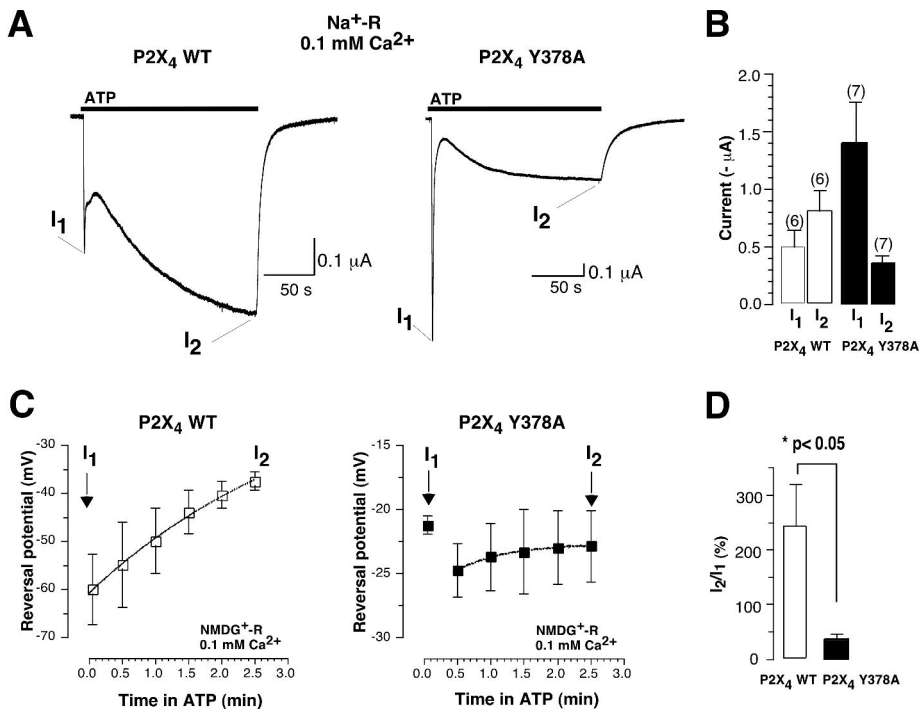 A
Na+-R
0.1 mM Ca2+
P2X4 WT
P2X4 Y378A
ATP
ATP
I1
I2
0.1 µA
50 s
I1
I2
0.1 µA
50 s
B
Current (- µA)
2.0
1.5
1.0
0.5
0.0
(6)
(6)
(7)
(7)
I1 I2 I1 I2
P2X4 WT P2X4 Y378A
C
P2X4 WT
Reversal potential (mV)
-30
-40
-50
-60
-70
I1
I2
NMDG+-R
0.1 mM Ca2+
0.0 0.5 1.0 1.5 2.0 2.5 3.0
Time in ATP (min)
P2X4 Y378A
Reversal potential (mV)
-15
-20
-25
-30
I1
I2
NMDG+-R
0.1 mM Ca2+
0.0 0.5 1.0 1.5 2.0 2.5 3.0
Time in ATP (min)
D
* p< 0.05
I2/I1 (%)
300
200
100
0
P2X4 WT P2X4 Y378A